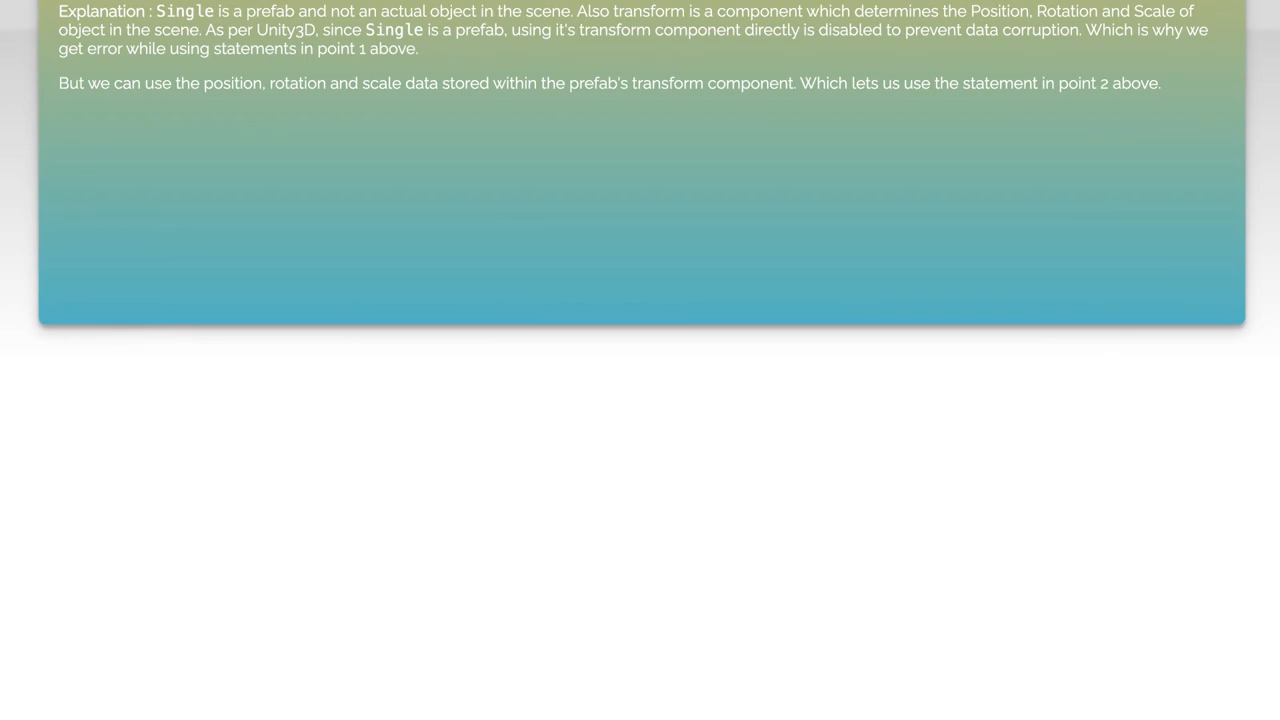 Explanation : Single is a prefab and not an actual object in the scene. Also transform is a component which determines the Position, Rotation and Scale of
object in the scene. As per Unity3D, since Single is a prefab, using it's transform component directly is disabled to prevent data corruption. Which is why we
get error while using statements in point 1 above.
But we can use the position, rotation and scale data stored within the prefab's transform component. Which lets us use the statement in point 2 above.